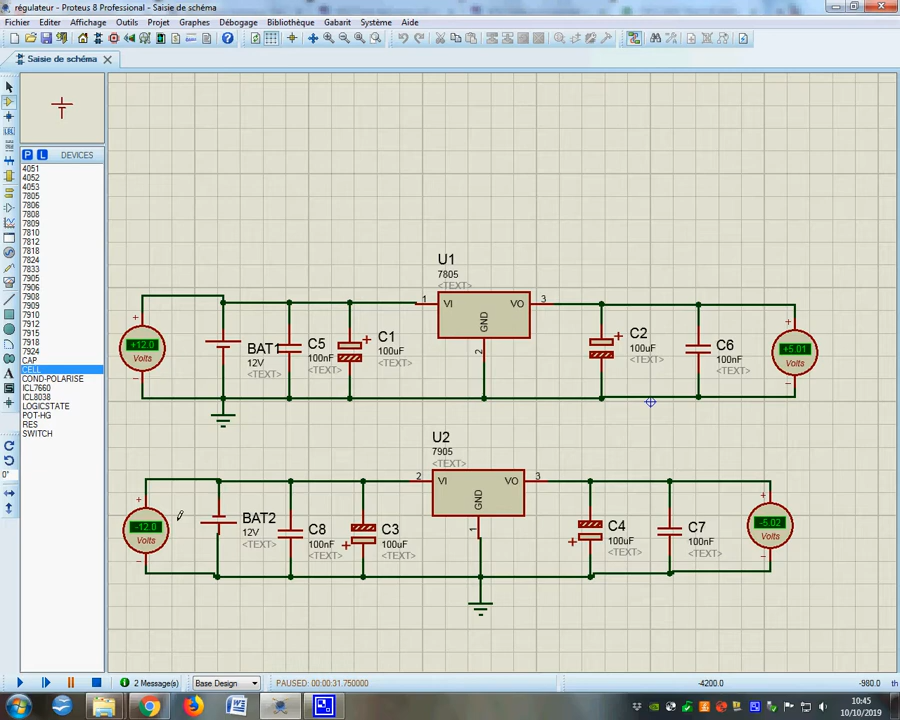 régulateur - Proteus 8 Professional - Saisie de schéma
Fichier Editer Affichage Outils Projet Graphes Débogage Bibliothèque Gabarit Système Aide
Saisie de schéma
P L DEVICES
4051
4052
4053
7805
7806
7808
7809
7810
7812
7818
7824
7833
7905
7906
7908
7909
7910
7912
7915
7918
7924
CAP
CELL
COND-POLARISE
ICL7660
ICL8038
LOGICSTATE
POT-HG
RES
SWITCH
LBL
A
0°
U1
7805
<TEXT>
1 VI VO 3
GND
2
+12.0
Volts
BAT1
12V
<TEXT>
C5
100nF
<TEXT>
C1
100uF
<TEXT>
C2
100uF
<TEXT>
C6
100nF
<TEXT>
+5.01
Volts
U2
7905
<TEXT>
2 VI VO 3
GND
1
-12.0
Volts
BAT2
12V
<TEXT>
C8
100nF
<TEXT>
C3
100uF
<TEXT>
C4
100uF
<TEXT>
C7
100nF
<TEXT>
-5.02
Volts
2 Message(s) Base Design PAUSED: 00:00:31.750000 -4200.0 -980.0 th
10:45
10/10/2019